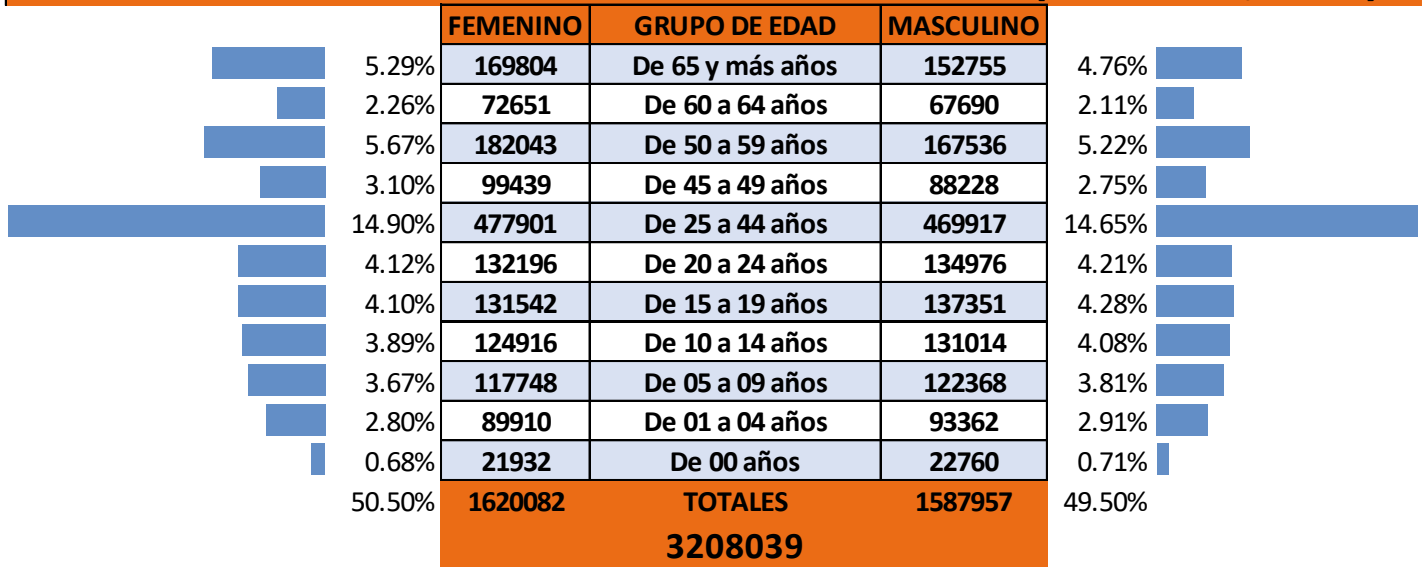 FEMENINO GRUPO DE EDAD MASCULINO
5.29% 169804 De 65 y más años 152755 4.76%
2.26% 72651 De 60 a 64 años 67690 2.11%
5.67% 182043 De 50 a 59 años 167536 5.22%
3.10% 99439 De 45 a 49 años 88228 2.75%
14.90% 477901 De 25 a 44 años 469917 14.65%
4.12% 132196 De 20 a 24 años 134976 4.21%
4.10% 131542 De 15 a 19 años 137351 4.28%
3.89% 124916 De 10 a 14 años 131014 4.08%
3.67% 117748 De 05 a 09 años 122368 3.81%
2.80% 89910 De 01 a 04 años 93362 2.91%
0.68% 21932 De 00 años 22760 0.71%
50.50% 1620082 TOTALES 1587957 49.50%
3208039